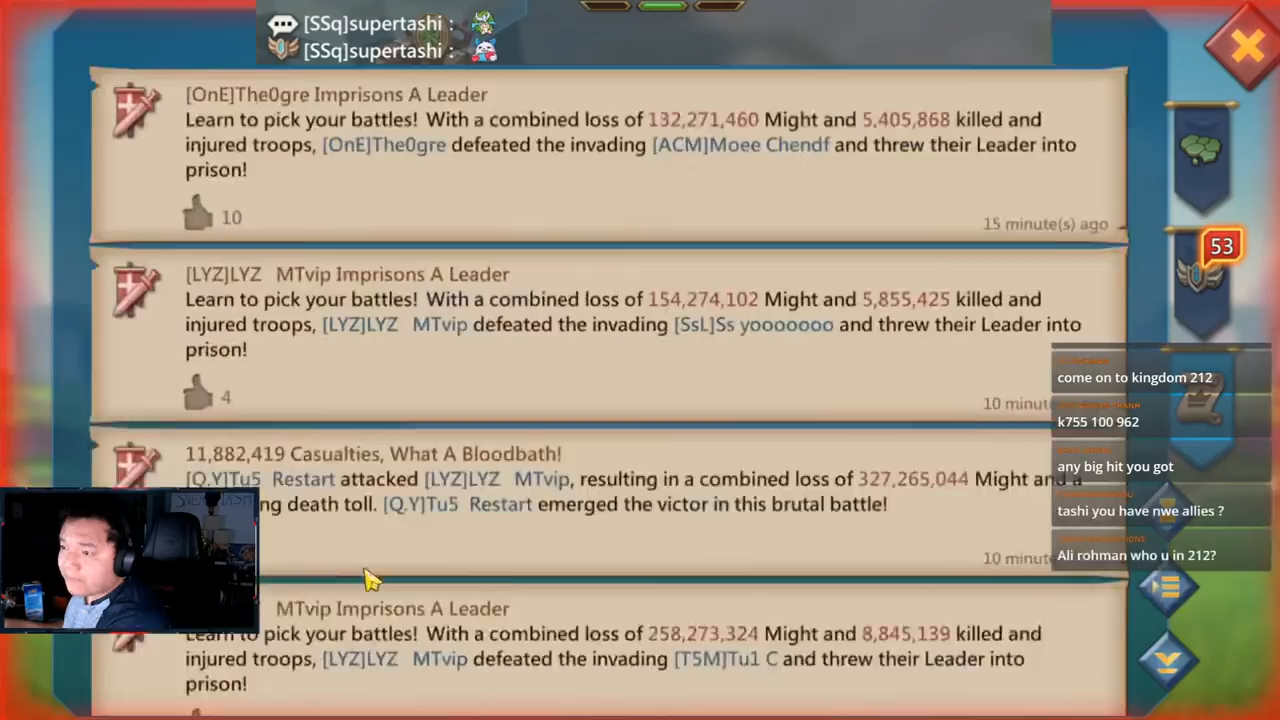 [SSq]supertashi :
[SSq]supertashi :
[OnE]The0gre Imprisons A Leader
Learn to pick your battles! With a combined loss of 132,271,460 Might and 5,405,868 killed and
injured troops, [OnE]The0gre defeated the invading [ACM]Moee Chendf and threw their Leader into
prison!
10
15 minute(s) ago
53
[LYZ]LYZ MTvip Imprisons A Leader
Learn to pick your battles! With a combined loss of 154,274,102 Might and 5,855,425 killed and
injured troops, [LYZ]LYZ MTvip defeated the invading [SsL]Ss yooooooo and threw their Leader into
prison!
4
10 minut
come on to kingdom 212
k755 100 962
any big hit you got
tashi you have nwe allies ?
Ali rohman who u in 212?
11,882,419 Casualties, What A Bloodbath!
[Q.Y]Tu5 Restart attacked [LYZ]LYZ MTvip, resulting in a combined loss of 327,265,044 Might and a
ng death toll. [Q.Y]Tu5 Restart emerged the victor in this brutal battle!
10 minute
MTvip Imprisons A Leader
Learn to pick your battles! With a combined loss of 258,273,324 Might and 8,845,139 killed and
injured troops, [LYZ]LYZ MTvip defeated the invading [T5M]Tu1 C and threw their Leader into
prison!